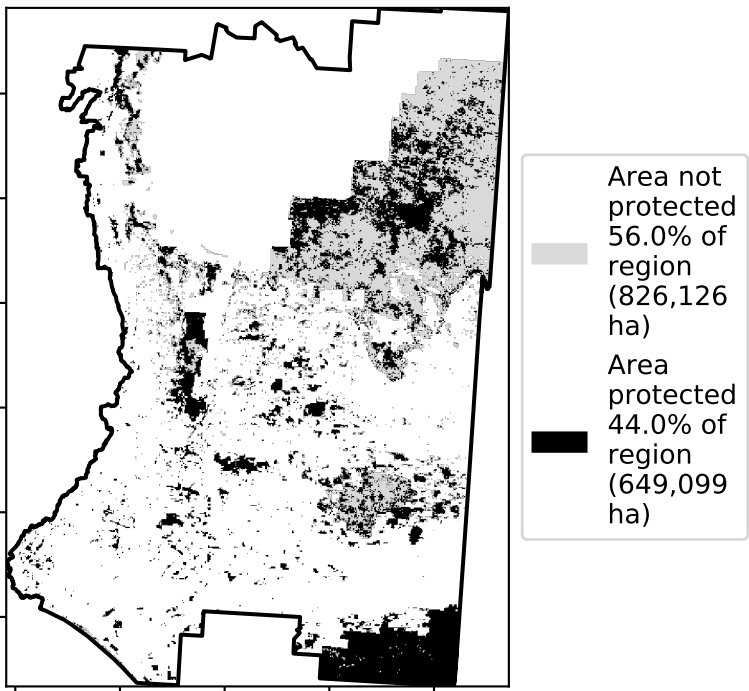 Area not
protected
56.0% of
region
(826,126
ha)
Area
protected
44.0% of
region
(649,099
ha)